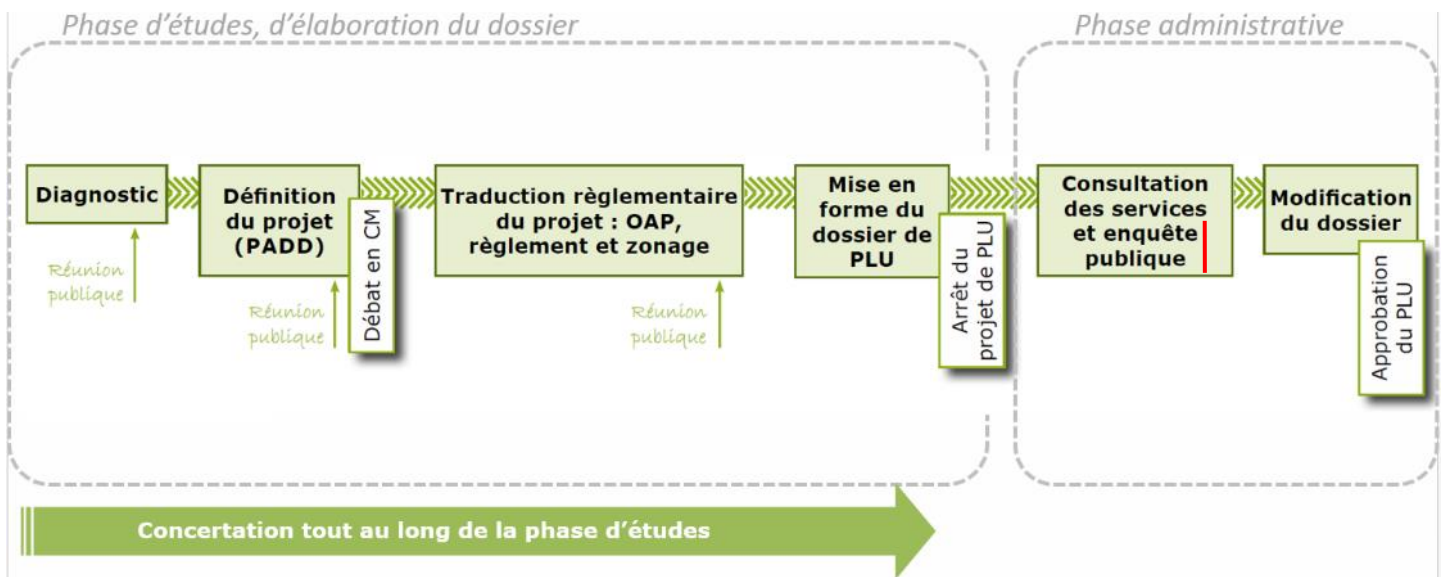 Phase d'études, d'élaboration du dossier
Phase administrative
Diagnostic
Définition
du projet
(PADD)
Traduction règlementaire
du projet : OAP,
règlement et zonage
Mise en
forme du
dossier de
PLU
Consultation
des services
et enquête
publique
Modification
du dossier
Réunion
publique
Réunion
publique
Débat en CM
Réunion
publique
Arrêt du
projet de PLU
Approbation
du PLU
Concertation tout au long de la phase d'études